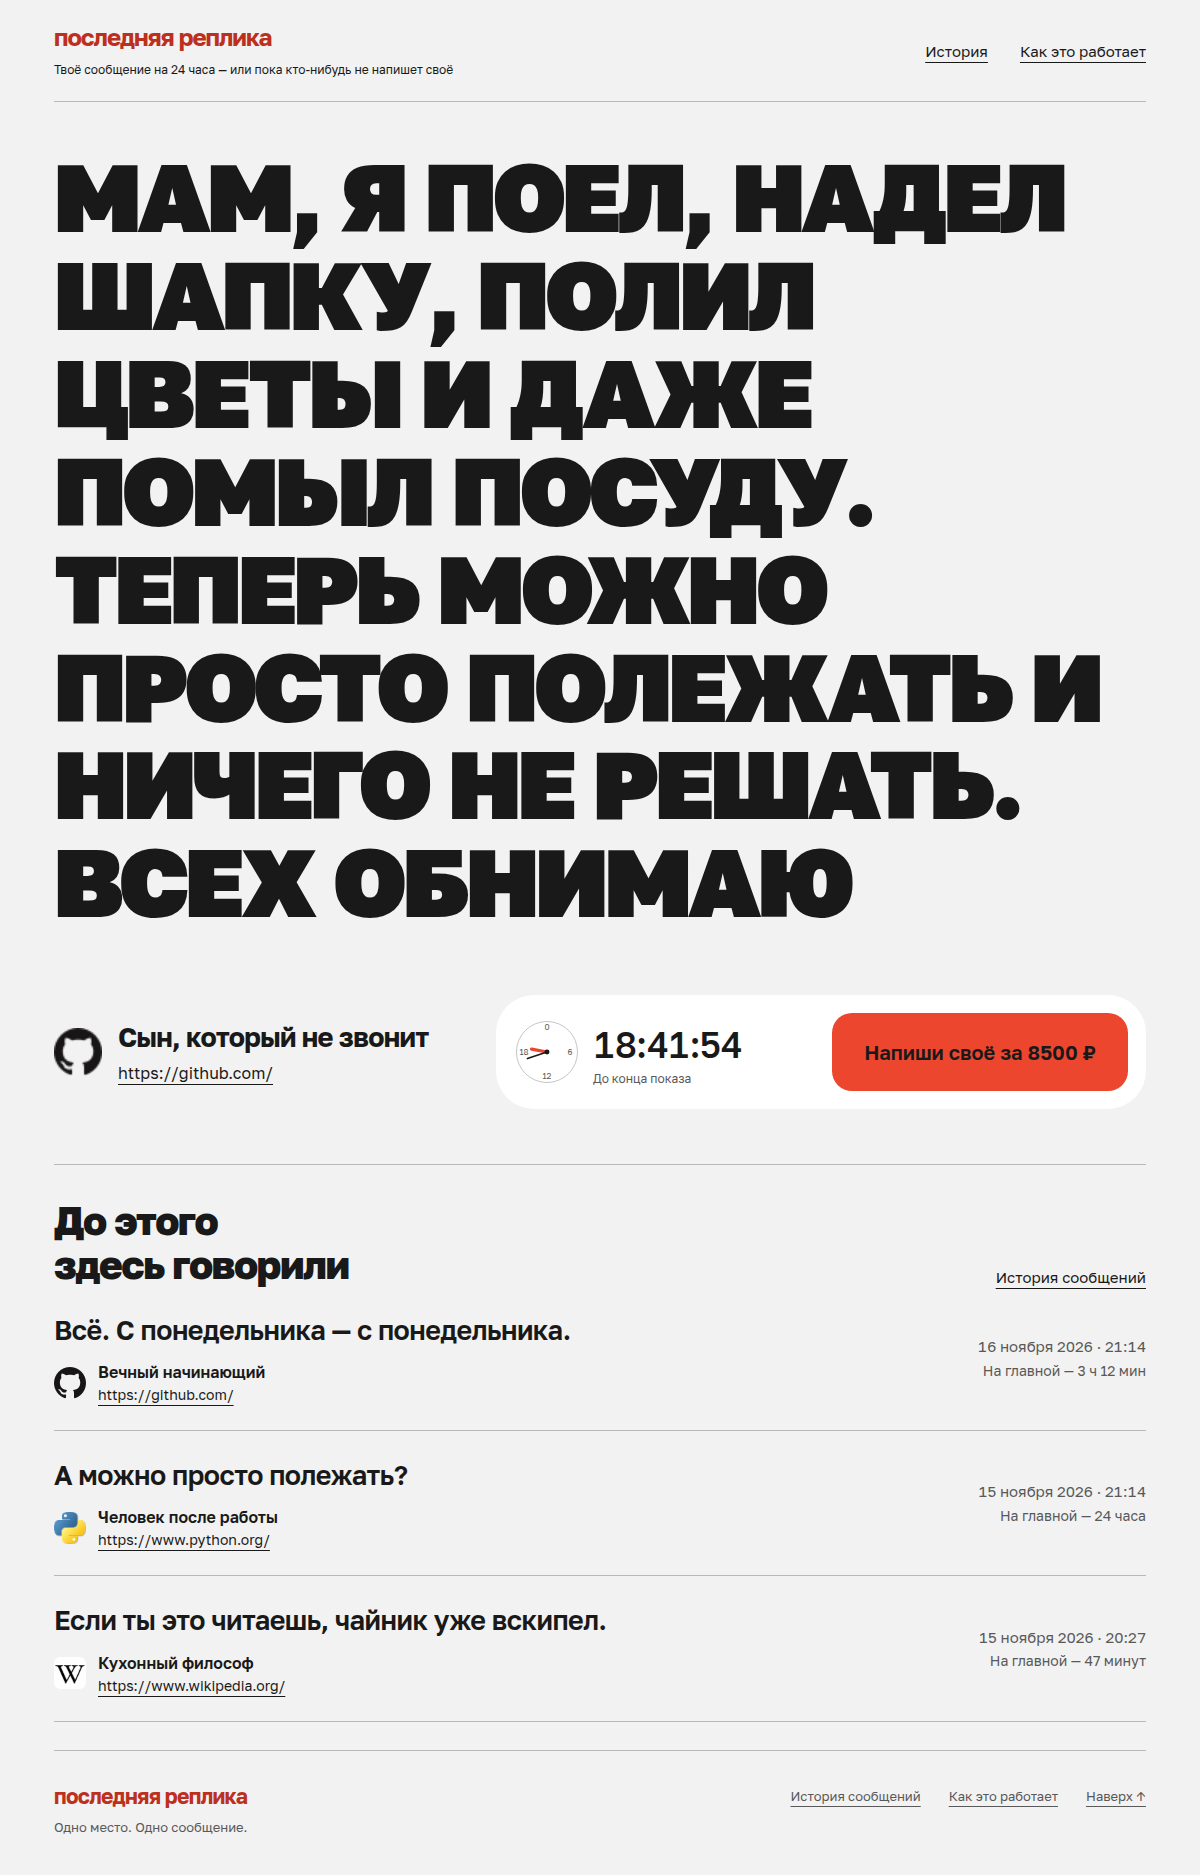 последняя реплика
Твоё сообщение на 24 часа — или пока кто-нибудь не напишет своё
История
Как это работает
МАМ, Я ПОЕЛ, НАДЕЛ
ШАПКУ, ПОЛИЛ
ЦВЕТЫ И ДАЖЕ
ПОМЫЛ ПОСУДУ.
ТЕПЕРЬ МОЖНО
ПРОСТО ПОЛЕЖАТЬ И
НИЧЕГО НЕ РЕШАТЬ.
ВСЕХ ОБНИМАЮ
Сын, который не звонит
https://github.com/
0
18
6
12
18:41:54
До конца показа
Напиши своё за 8500 ₽
До этого
здесь говорили
История сообщений
Всё. С понедельника — с понедельника.
Вечный начинающий
https://github.com/
16 ноября 2026 · 21:14
На главной — 3 ч 12 мин
А можно просто полежать?
Человек после работы
https://www.python.org/
15 ноября 2026 · 21:14
На главной — 24 часа
Если ты это читаешь, чайник уже вскипел.
W
Кухонный философ
https://www.wikipedia.org/
15 ноября 2026 · 20:27
На главной — 47 минут
последняя реплика
Одно место. Одно сообщение.
История сообщений
Как это работает
Наверх ↑